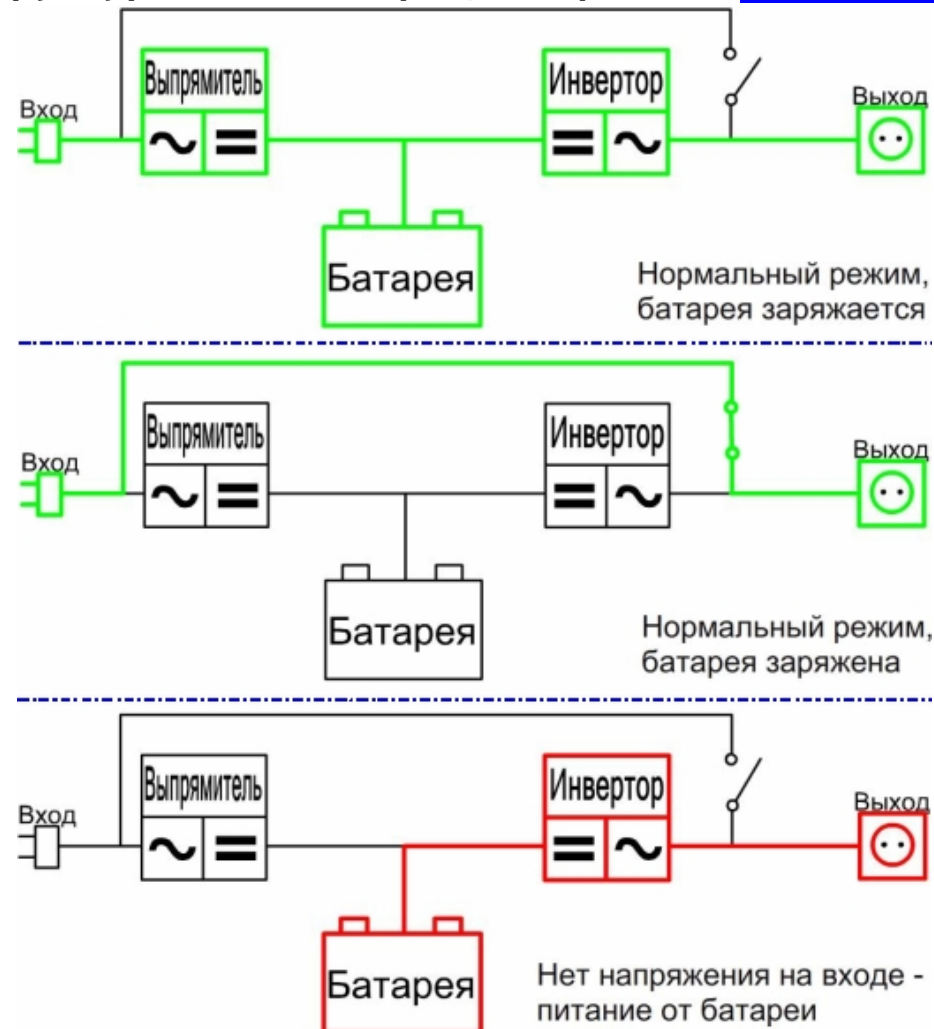 Выпрямитель
Инвертор
Вход
Выход
Батарея
Нормальный режим,
батарея заряжается
Выпрямитель
Инвертор
Вход
Выход
Батарея
Нормальный режим,
батарея заряжена
Выпрямитель
Инвертор
Вход
Выход
Батарея
Нет напряжения на входе -
питание от батареи